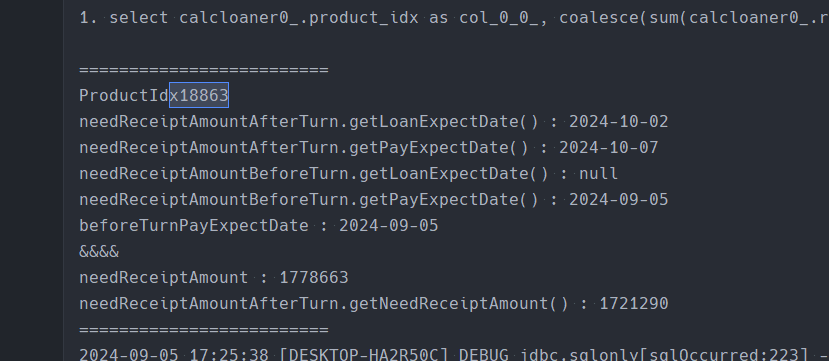 1. select calcloaner0_.product_idx as col_0_0_, coalesce(sum(calcloaner0_.r
=========================
ProductIdx18863
needReceiptAmountAfterTurn.getLoanExpectDate() : 2024-10-02
needReceiptAmountAfterTurn.getPayExpectDate() : 2024-10-07
needReceiptAmountBeforeTurn.getLoanExpectDate() : null
needReceiptAmountBeforeTurn.getPayExpectDate() : 2024-09-05
beforeTurnPayExpectDate : 2024-09-05
&&&&
needReceiptAmount : 1778663
needReceiptAmountAfterTurn.getNeedReceiptAmount() : 1721290
=========================
2024-09-05 17:25:38 [DESKTOP-HA2R50C] DEBUG jdbc.sqlonly[sqlOccurred:223] -